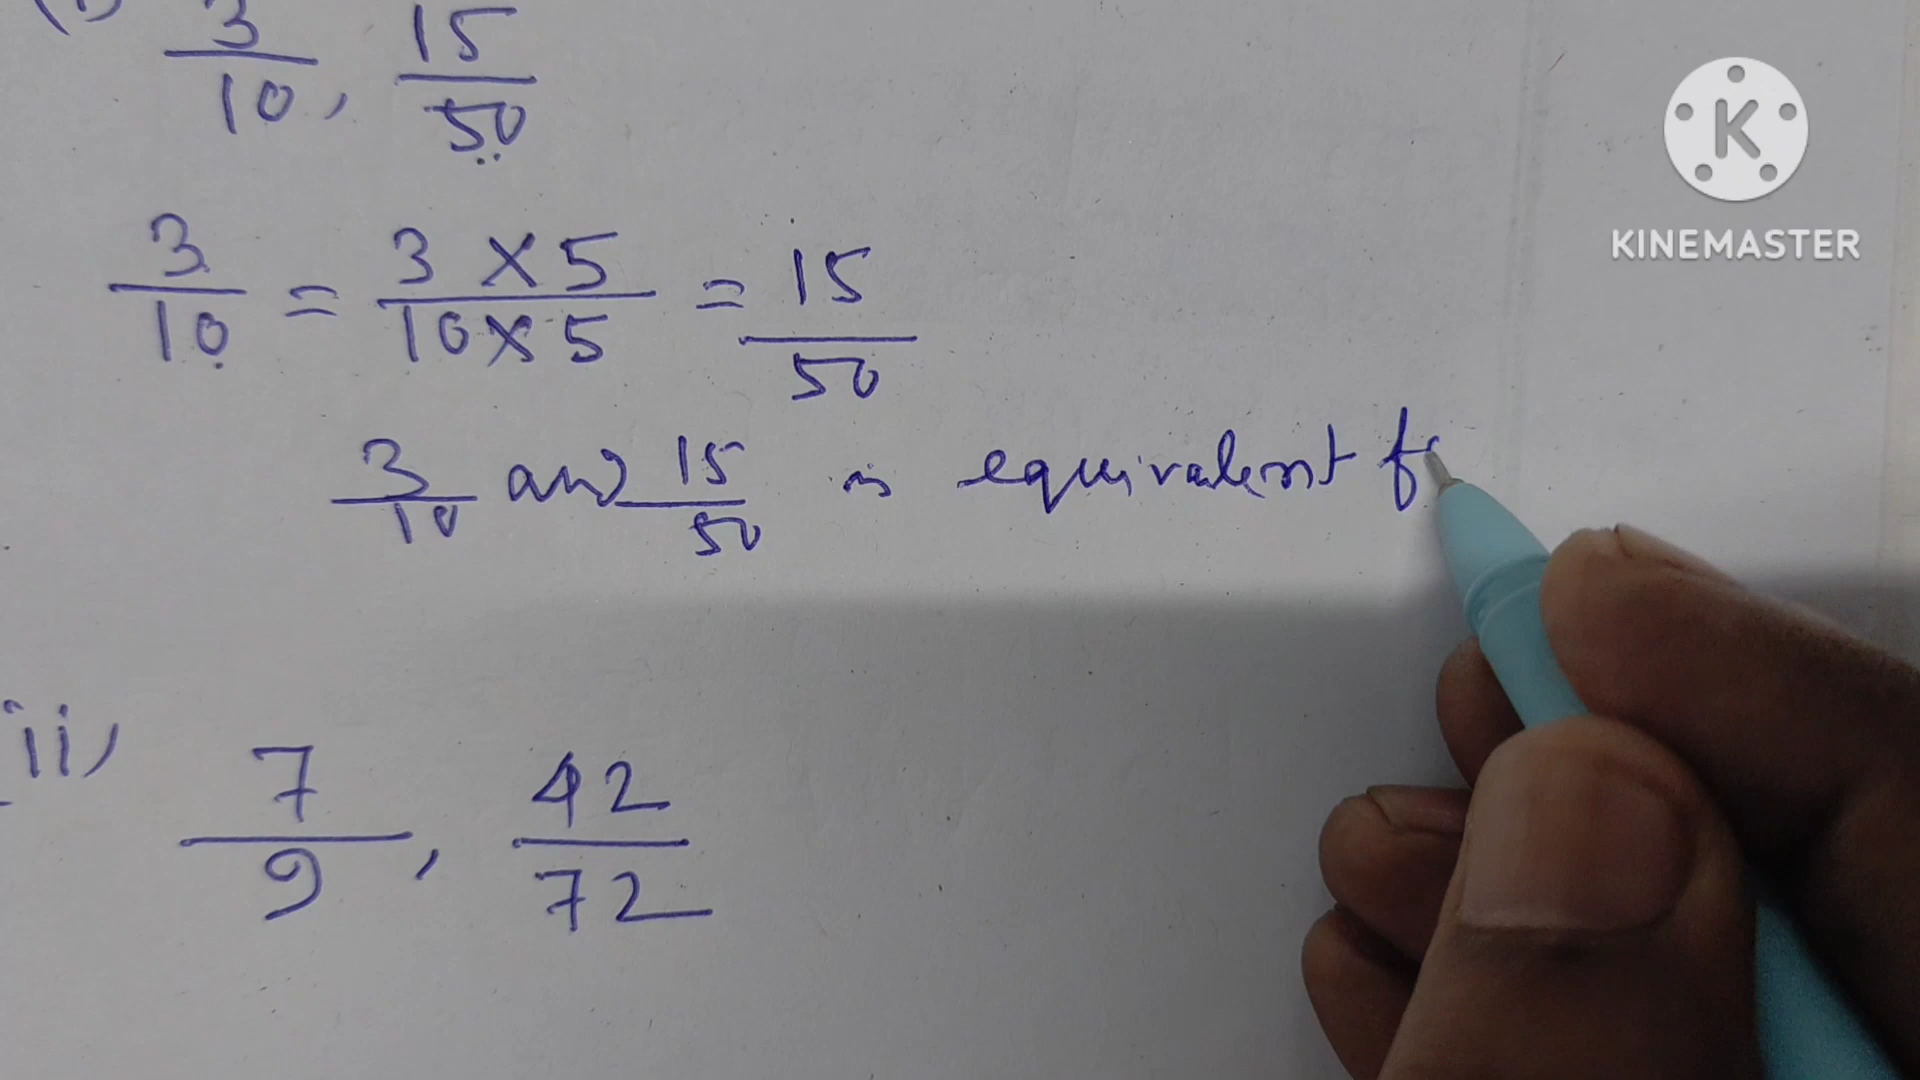 (i) 3/10, 15/50
3/10 = 3 × 5/10 × 5 = 15/50
3/10 and 15/50 is equivalent f
ii) 7/9, 42/72
K
KINEMASTER